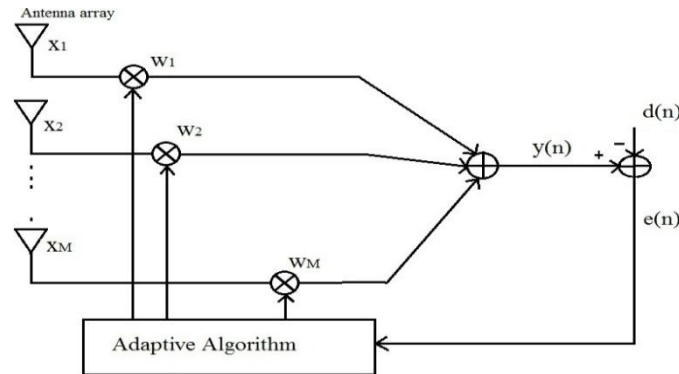 Antenna array
X1
W1
X2
W2
d(n)
−
y(n)
+
e(n)
XM
WM
Adaptive Algorithm